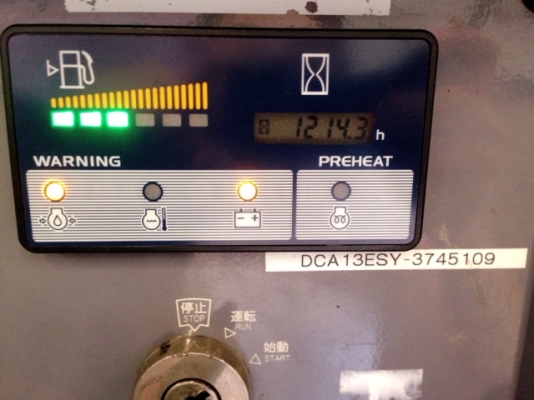 1214.3 h
WARNING PREHEAT
DCA13ESY-3745109
停止
STOP
運転
RUN
始動
START